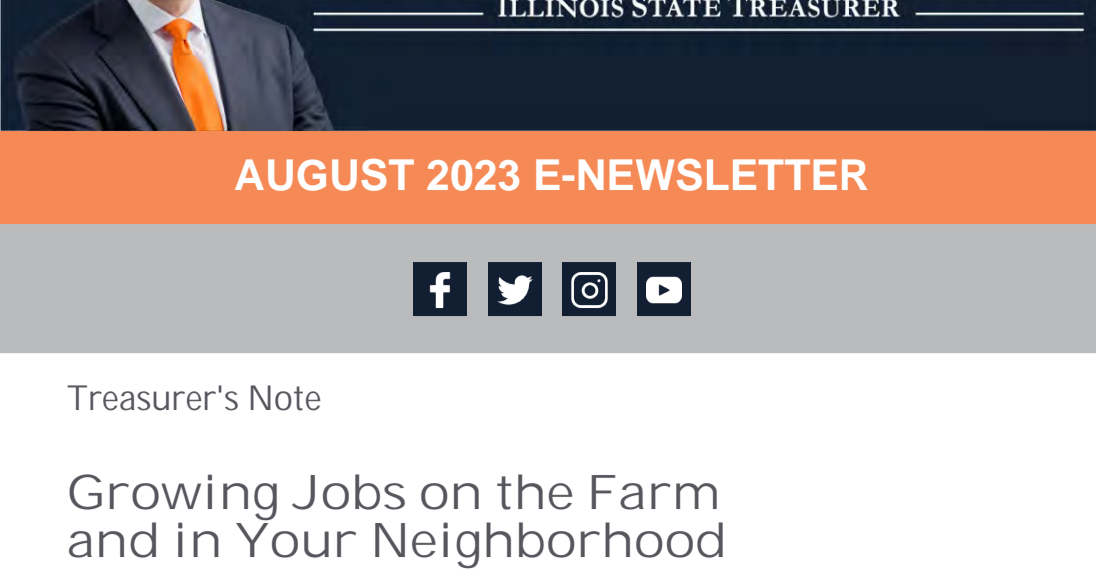 ILLINOIS STATE TREASURER
AUGUST 2023 E-NEWSLETTER
Treasurer's Note
Growing Jobs on the Farm
and in Your Neighborhood